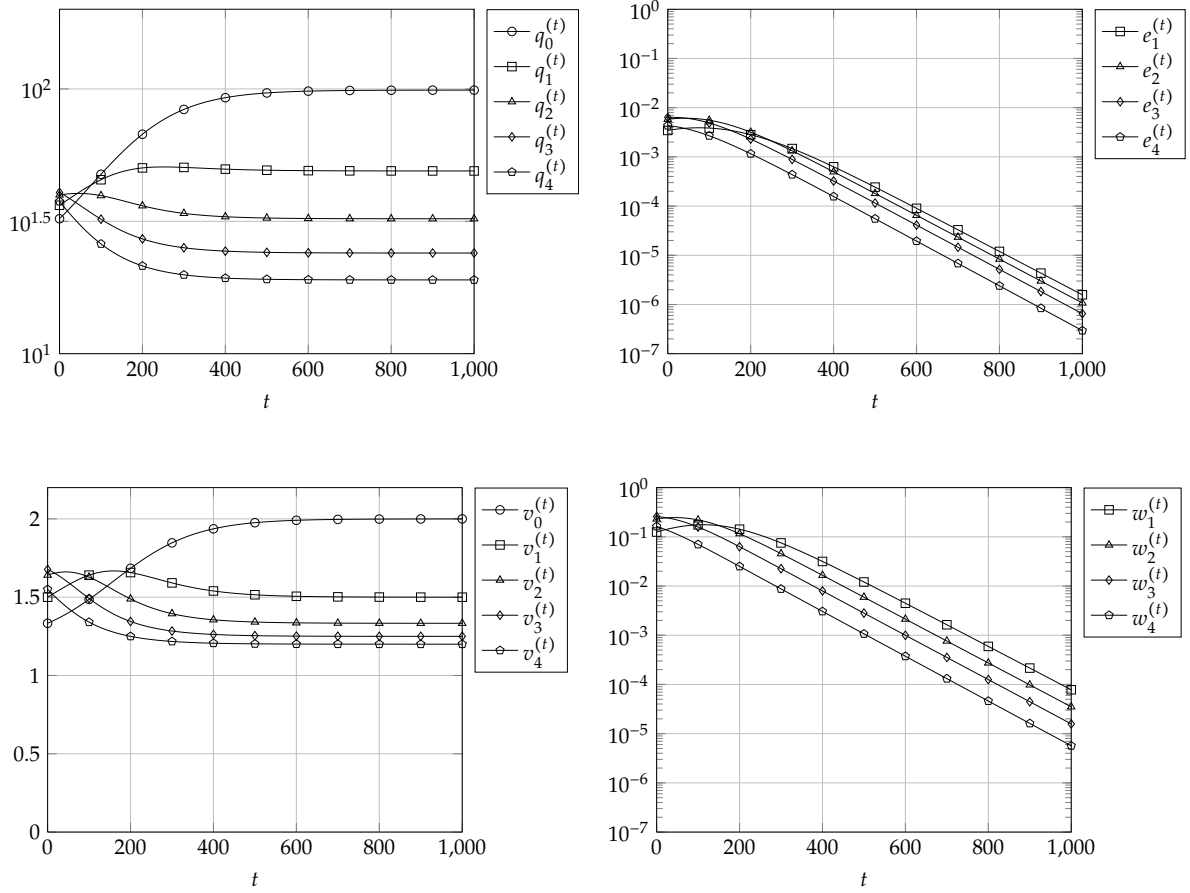 10^2
10^1.5
10^1
0 200 400 600 800 1,000
t
q_0^(t)
q_1^(t)
q_2^(t)
q_3^(t)
q_4^(t)
10^0
10^−1
10^−2
10^−3
10^−4
10^−5
10^−6
10^−7
0 200 400 600 800 1,000
t
e_1^(t)
e_2^(t)
e_3^(t)
e_4^(t)
2
1.5
1
0.5
0
0 200 400 600 800 1,000
t
v_0^(t)
v_1^(t)
v_2^(t)
v_3^(t)
v_4^(t)
10^0
10^−1
10^−2
10^−3
10^−4
10^−5
10^−6
10^−7
0 200 400 600 800 1,000
t
w_1^(t)
w_2^(t)
w_3^(t)
w_4^(t)